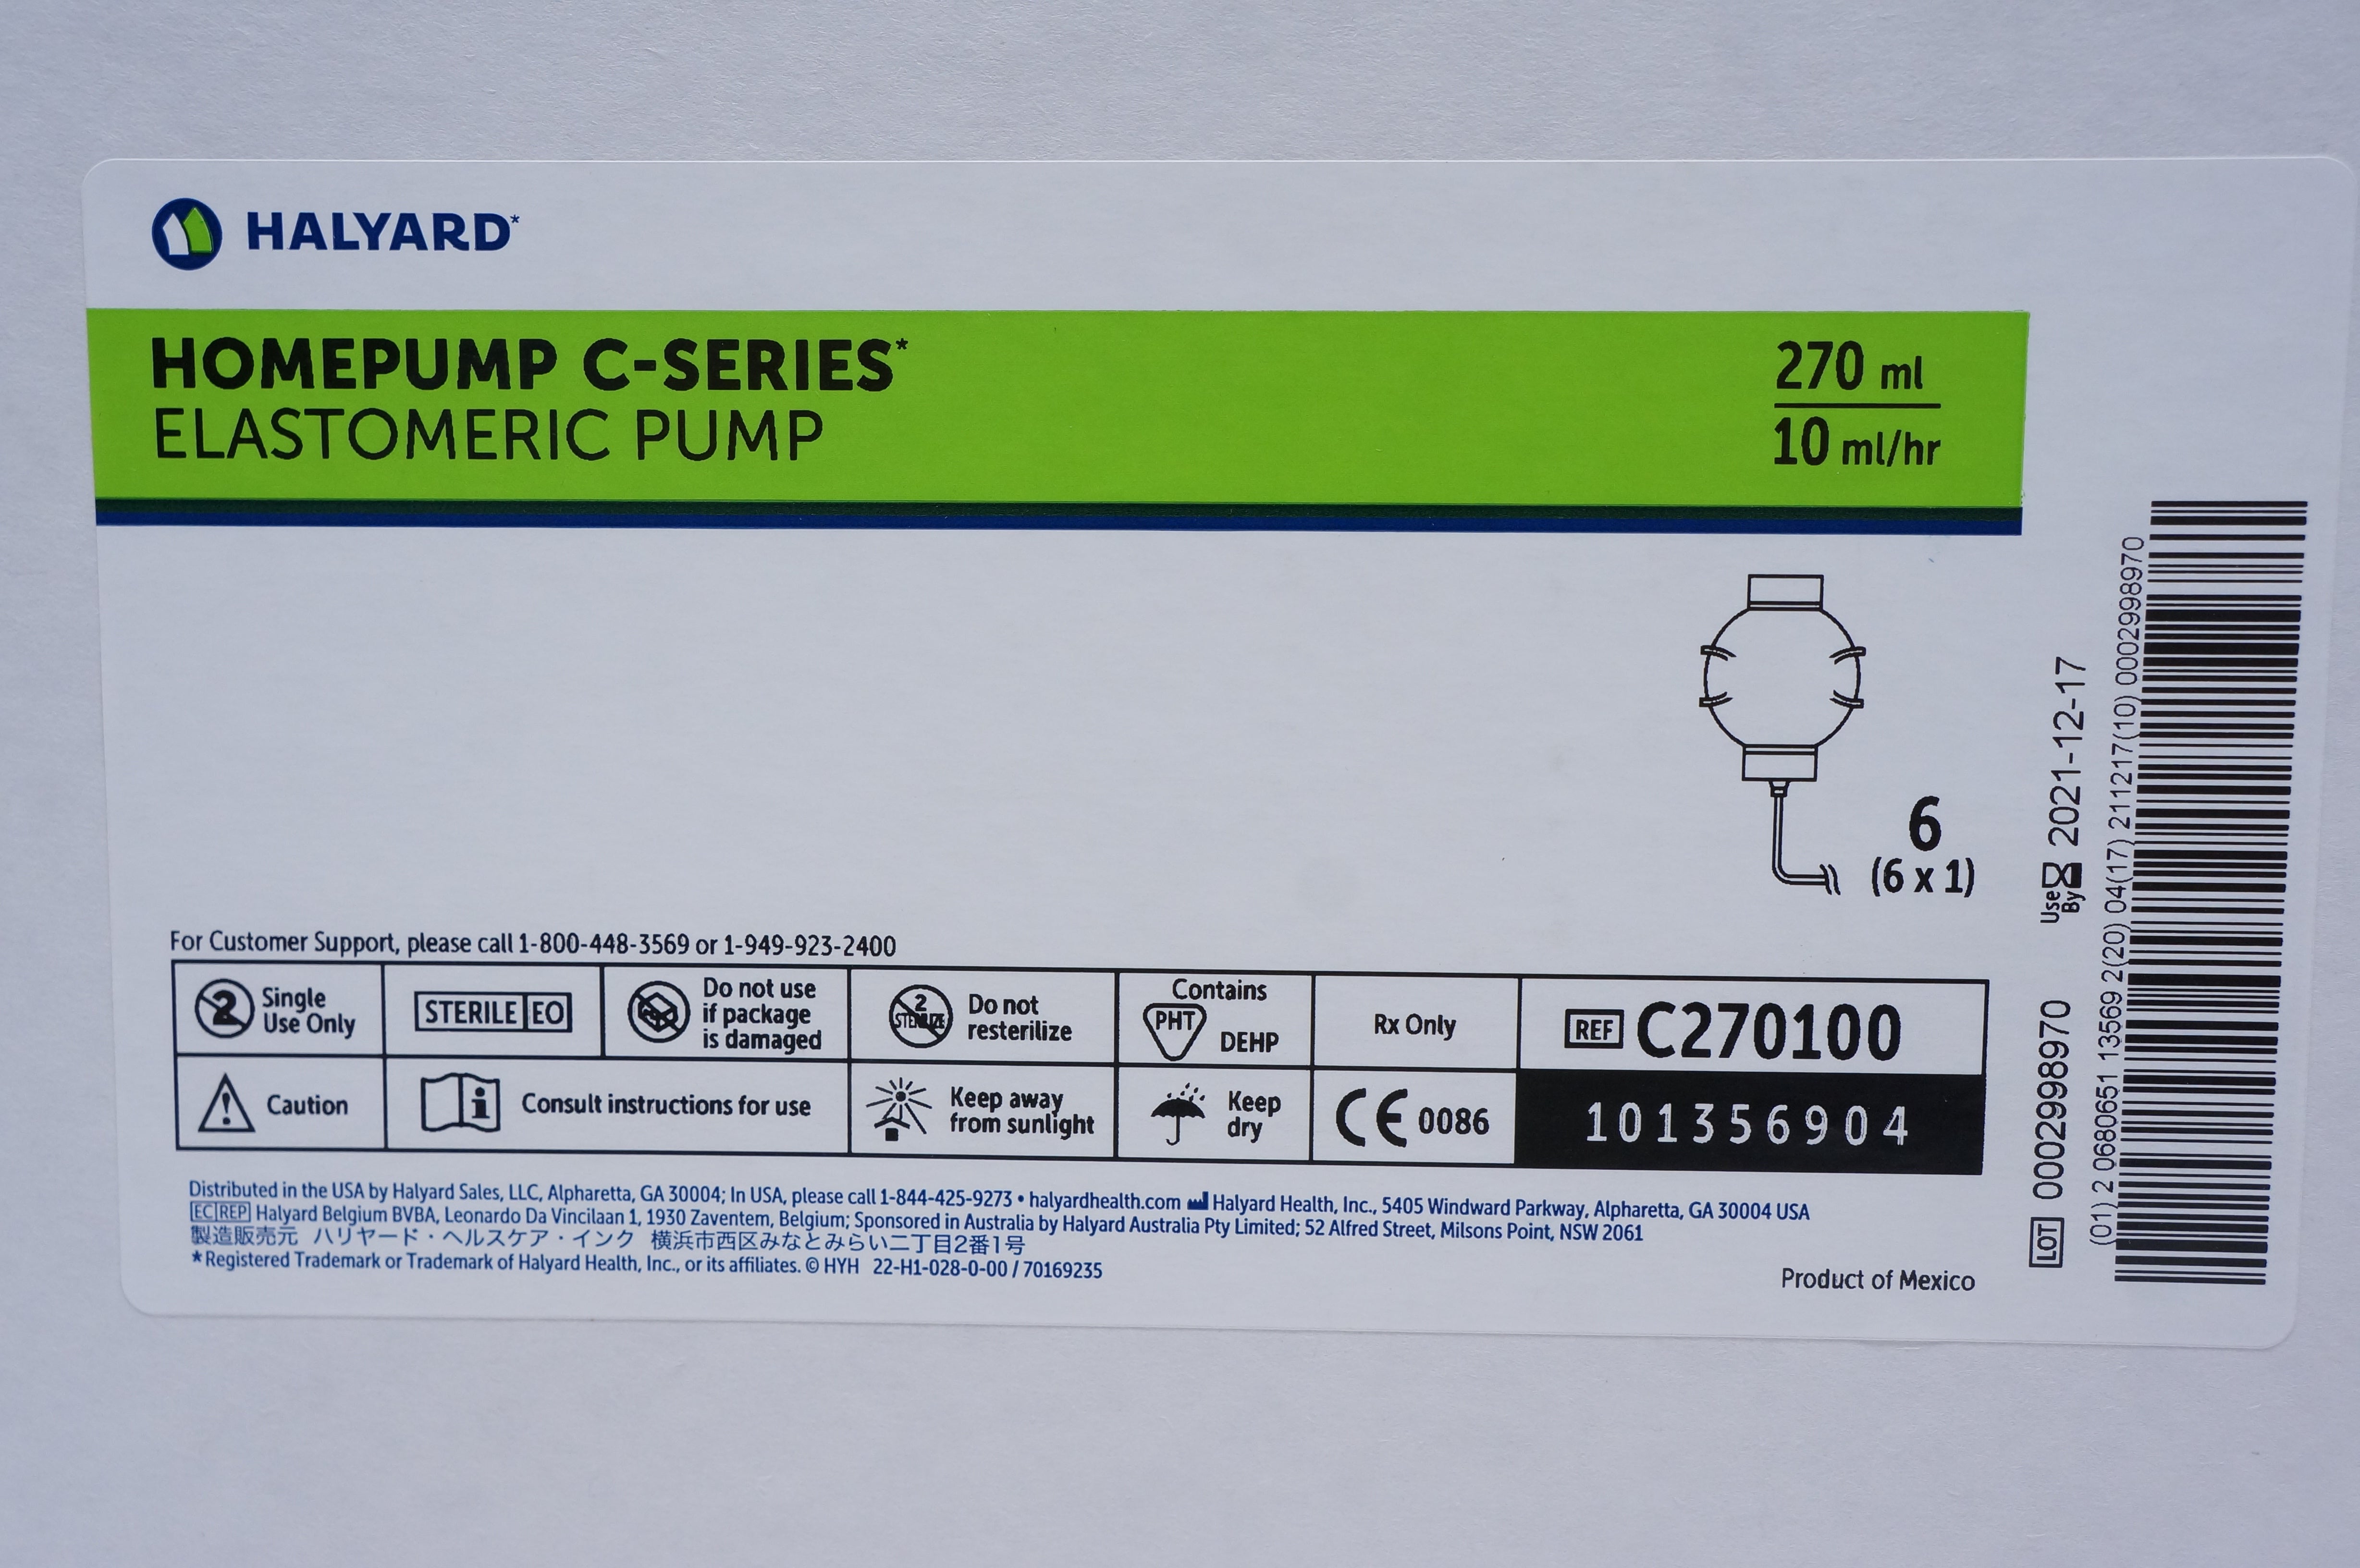 HALYARD*
HOMEPUMP C-SERIES*
ELASTOMERIC PUMP
270 ml
10 ml/hr
6
(6 x 1)
For Customer Support, please call 1-800-448-3569 or 1-949-923-2400
2 Single
Use Only
STERILE EO
Do not use
if package
is damaged
2
STERILIZE
Do not
resterilize
Contains
PHT
DEHP
Rx Only
REF C270100
Caution
Consult instructions for use
Keep away
from sunlight
Keep
dry
CE 0086
101356904
Distributed in the USA by Halyard Sales, LLC, Alpharetta, GA 30004; In USA, please call 1-844-425-9273 • halyardhealth.com Halyard Health, Inc., 5405 Windward Parkway, Alpharetta, GA 30004 USA
EC REP Halyard Belgium BVBA, Leonardo Da Vincilaan 1, 1930 Zaventem, Belgium; Sponsored in Australia by Halyard Australia Pty Limited; 52 Alfred Street, Milsons Point, NSW 2061
製造販売元 ハリヤード・ヘルスケア・インク 横浜市西区みなとみらい二丁目2番1号
*Registered Trademark or Trademark of Halyard Health, Inc., or its affiliates. © HYH 22-H1-028-0-00 / 70169235
Product of Mexico
LOT 0002998970
Use
By 2021-12-17
(01) 2 0680651 13569 2(20) 04(17) 211217(10) 0002998970